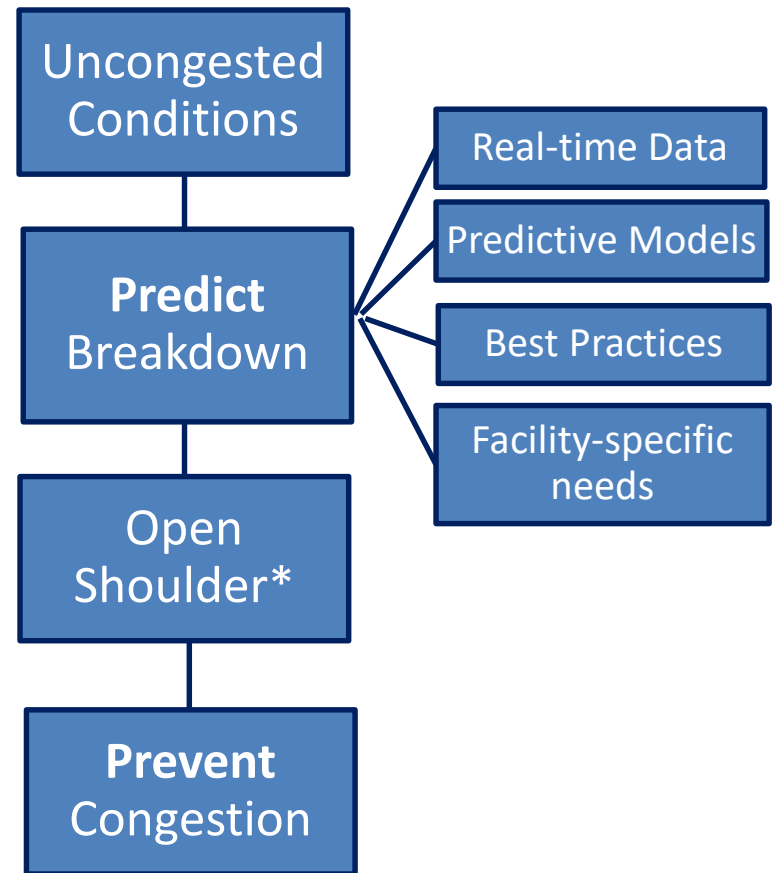 Uncongested
Conditions
Predict
Breakdown
Real-time Data
Predictive Models
Best Practices
Facility-specific
needs
Open
Shoulder*
Prevent
Congestion